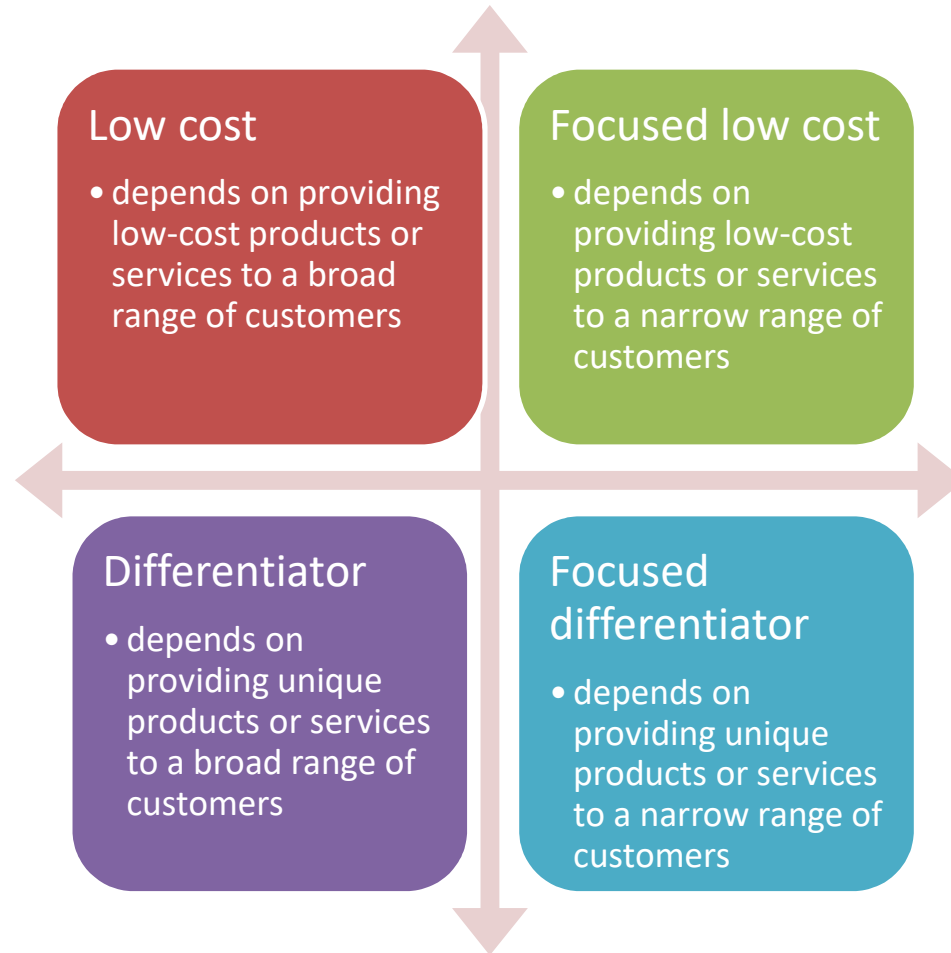 Low cost
• depends on providing
low-cost products or
services to a broad
range of customers
Focused low cost
• depends on
providing low-cost
products or services
to a narrow range of
customers
Differentiator
• depends on
providing unique
products or services
to a broad range of
customers
Focused
differentiator
• depends on
providing unique
products or services
to a narrow range of
customers